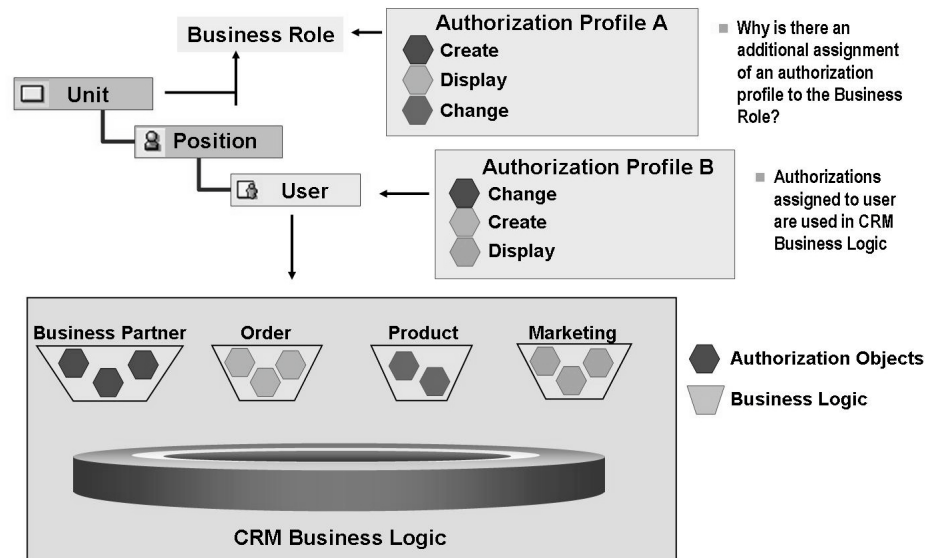 Business Role
Authorization Profile A
Create
Display
Change
Why is there an
additional assignment
of an authorization
profile to the Business
Role?
Unit
Position
User
Authorization Profile B
Change
Create
Display
Authorizations
assigned to user
are used in CRM
Business Logic
Business Partner
Order
Product
Marketing
Authorization Objects
Business Logic
CRM Business Logic